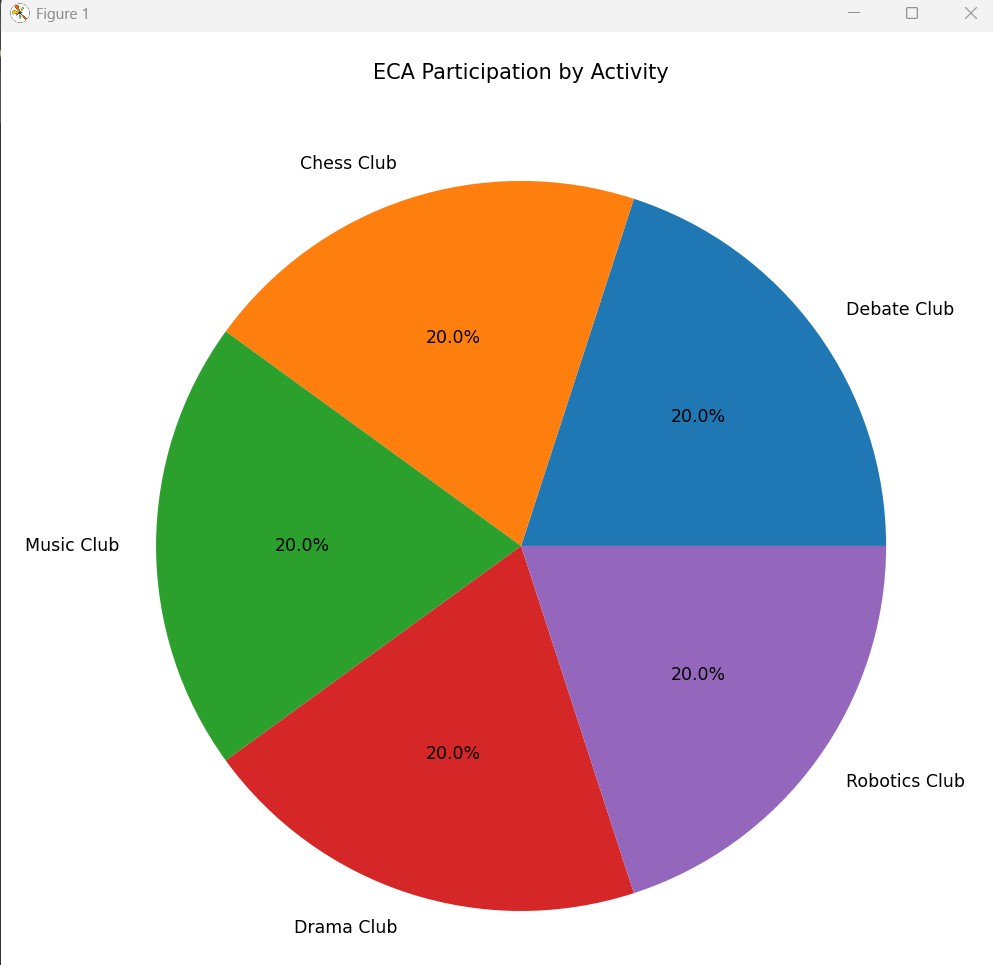 Figure 1
ECA Participation by Activity
Chess Club
Debate Club
20.0%
20.0%
Music Club
20.0%
20.0%
20.0%
Robotics Club
Drama Club